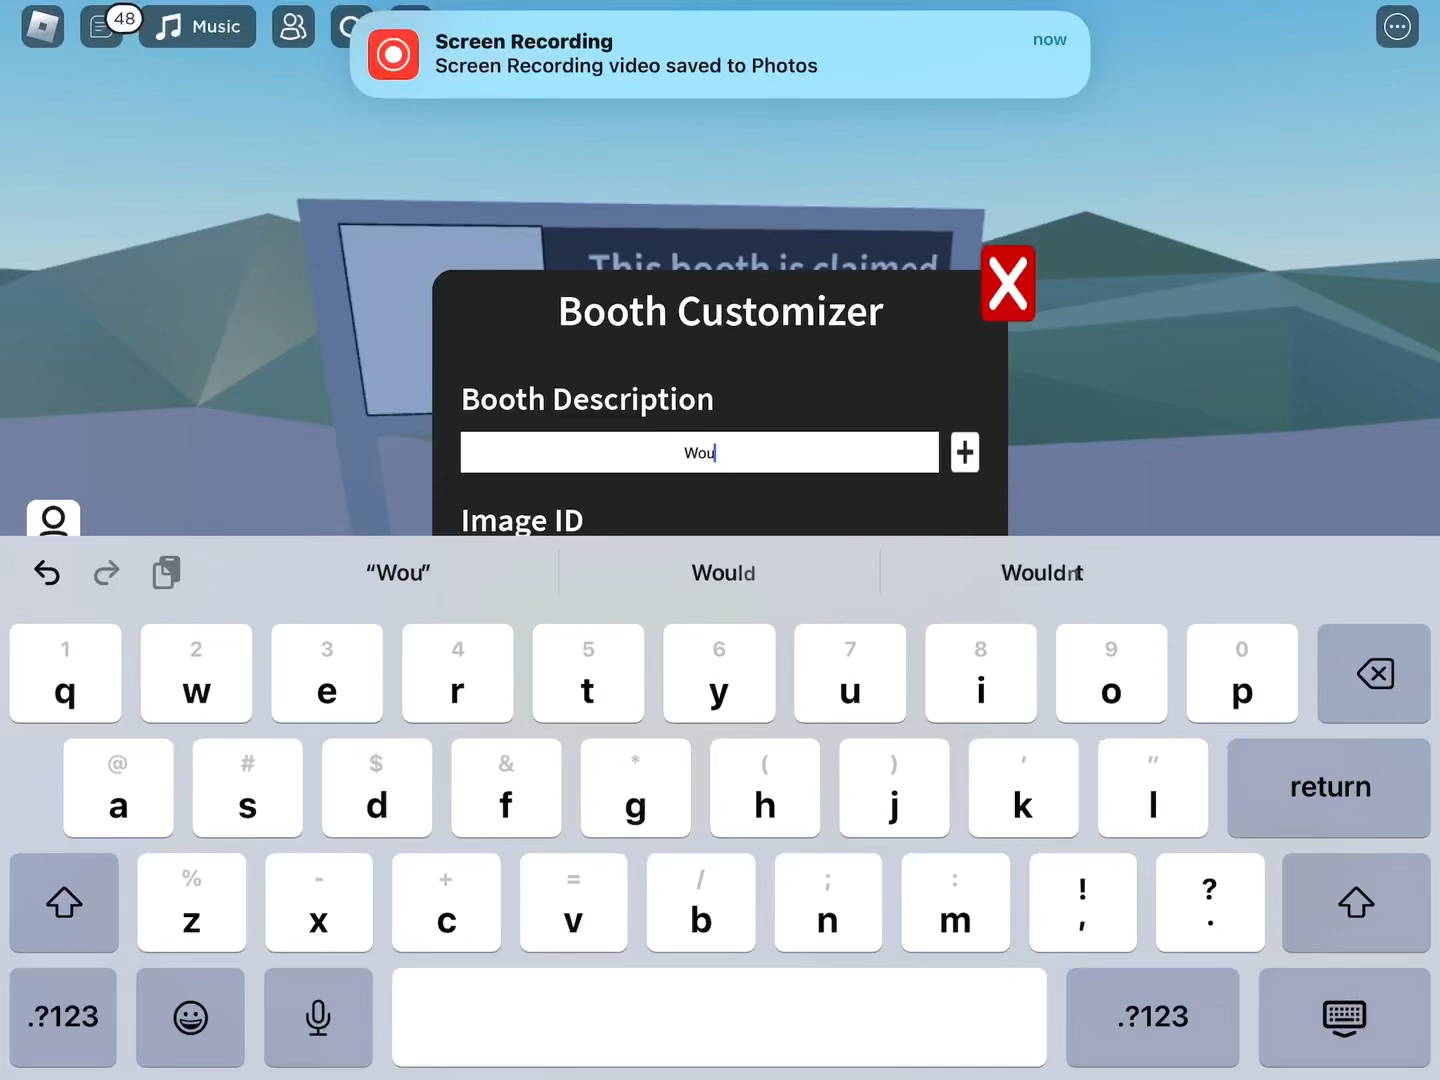 48
Music
Screen Recording
now
Screen Recording video saved to Photos
This booth is claimed
X
Booth Customizer
Booth Description
Wou
+
Image ID
“Wou”
Would
Wouldnt
1 2 3 4 5 6 7 8 9 0
q w e r t y u i o p
@ # $ & * ( ) ' "
a s d f g h j k l
return
% - + = / ; : ! ?
z x c v b n m , .
.?123
.?123